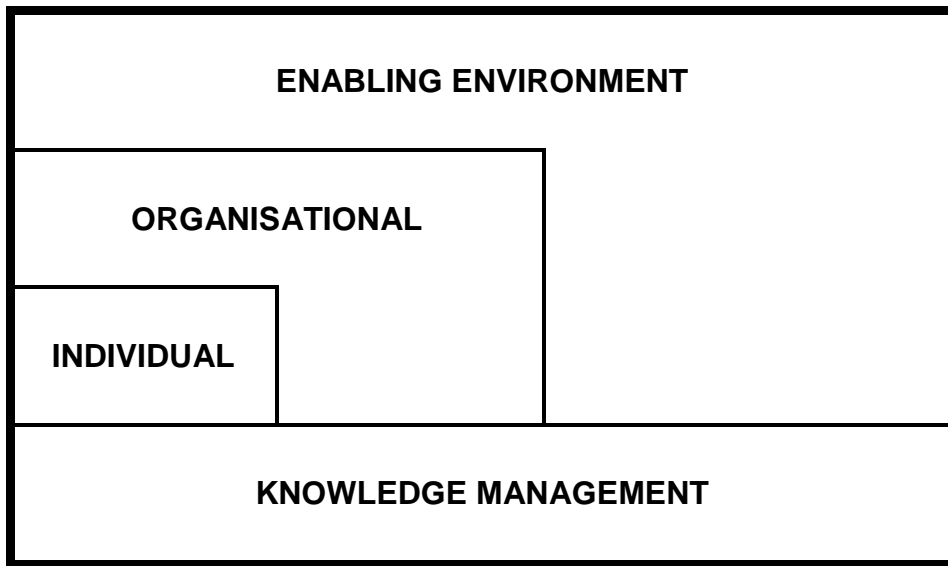 ENABLING ENVIRONMENT
ORGANISATIONAL
INDIVIDUAL
KNOWLEDGE MANAGEMENT